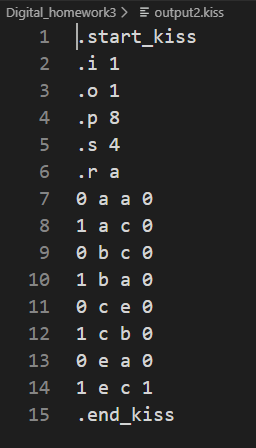 Digital_homework3 > output2.kiss
1 .start_kiss
2 .i 1
3 .o 1
4 .p 8
5 .s 4
6 .r a
7 0 a a 0
8 1 a c 0
9 0 b c 0
10 1 b a 0
11 0 c e 0
12 1 c b 0
13 0 e a 0
14 1 e c 1
15 .end_kiss